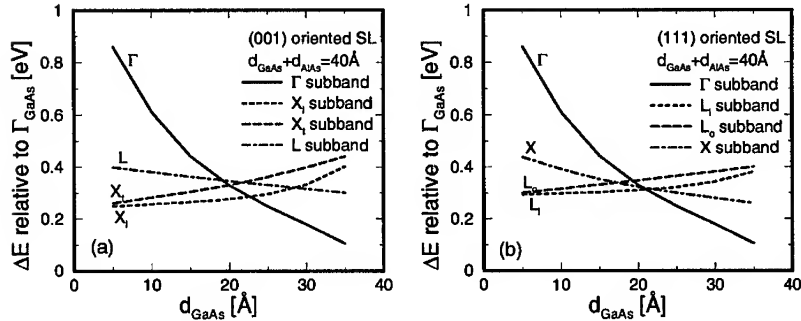 ΔE relative to Γ_GaAs [eV]
1
0.8
0.6
0.4
0.2
0
0 10 20 30 40
d_GaAs [Å]
(a)
(001) oriented SL
d_GaAs+d_AlAs=40Å
Γ subband
X_l subband
X_t subband
L subband
Γ
L
X_t
X_l
ΔE relative to Γ_GaAs [eV]
1
0.8
0.6
0.4
0.2
0
0 10 20 30 40
d_GaAs [Å]
(b)
(111) oriented SL
d_GaAs+d_AlAs=40Å
Γ subband
L_l subband
L_o subband
X subband
Γ
X
L_o
L_l